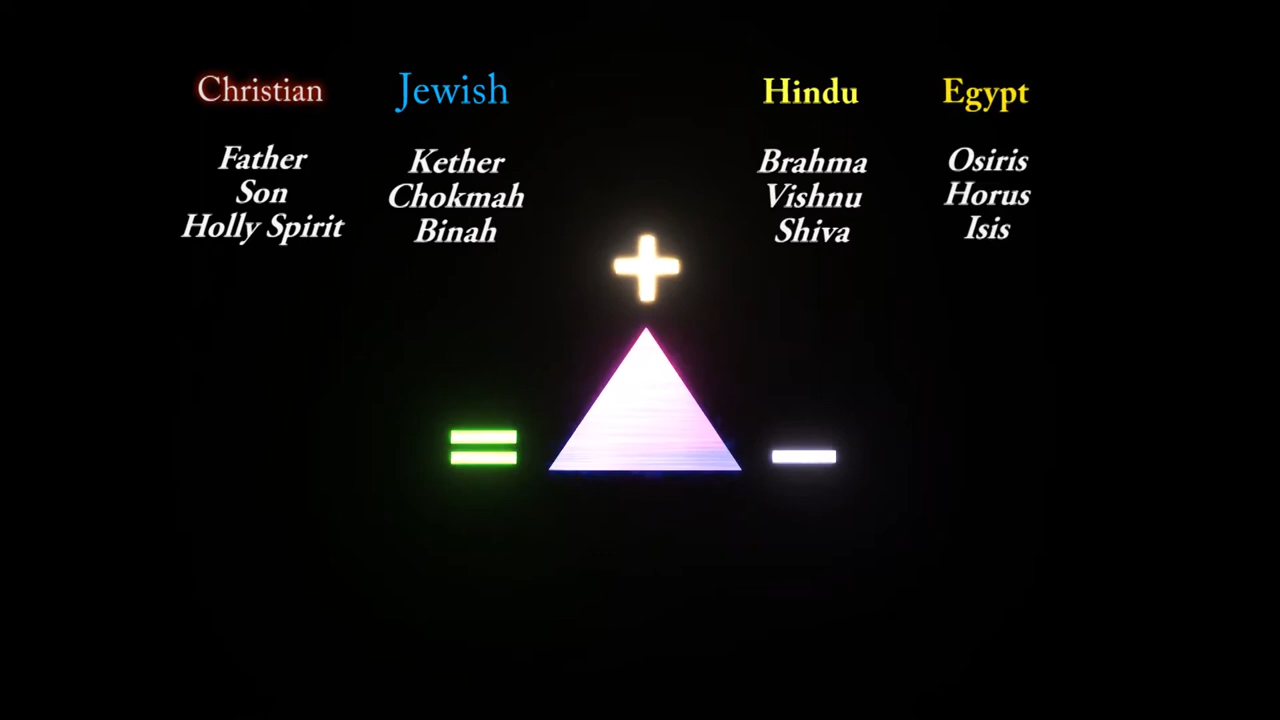 Christian
Father
Son
Holly Spirit
Jewish
Kether
Chokmah
Binah
Hindu
Brahma
Vishnu
Shiva
Egypt
Osiris
Horus
Isis
+
=
−